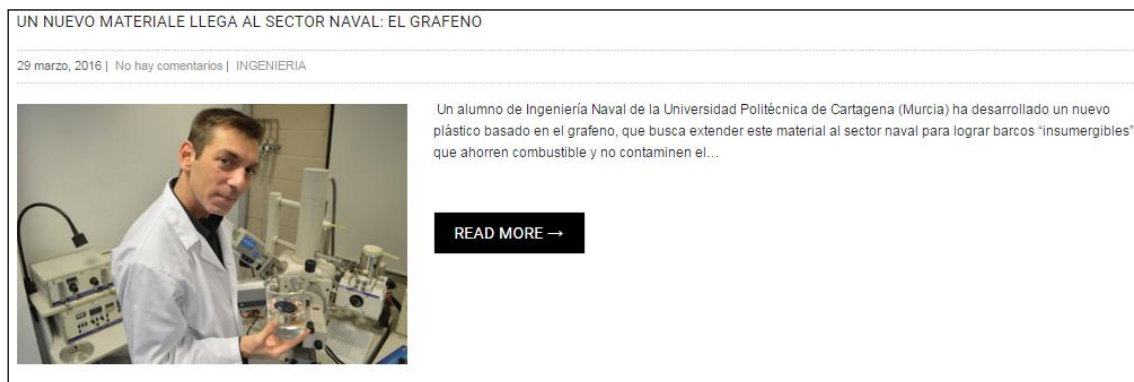 UN NUEVO MATERIALE LLEGA AL SECTOR NAVAL: EL GRAFENO
29 marzo, 2016 | No hay comentarios | INGENIERIA
Un alumno de Ingeniería Naval de la Universidad Politécnica de Cartagena (Murcia) ha desarrollado un nuevo
plástico basado en el grafeno, que busca extender este material al sector naval para lograr barcos “insumergibles”
que ahorren combustible y no contaminen el…
READ MORE →